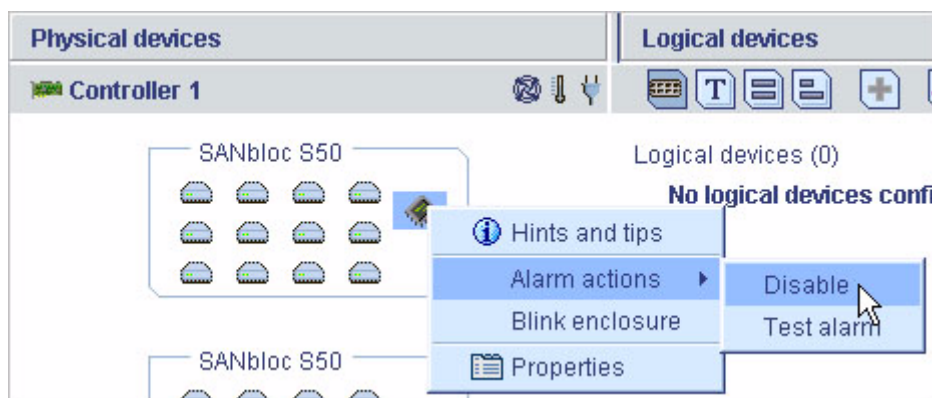 Physical devices
Logical devices
Controller 1
T
SANbloc S50
Logical devices (0)
No logical devices confi
Hints and tips
Alarm actions
Disable
Blink enclosure
Test alarm
SANbloc S50
Properties